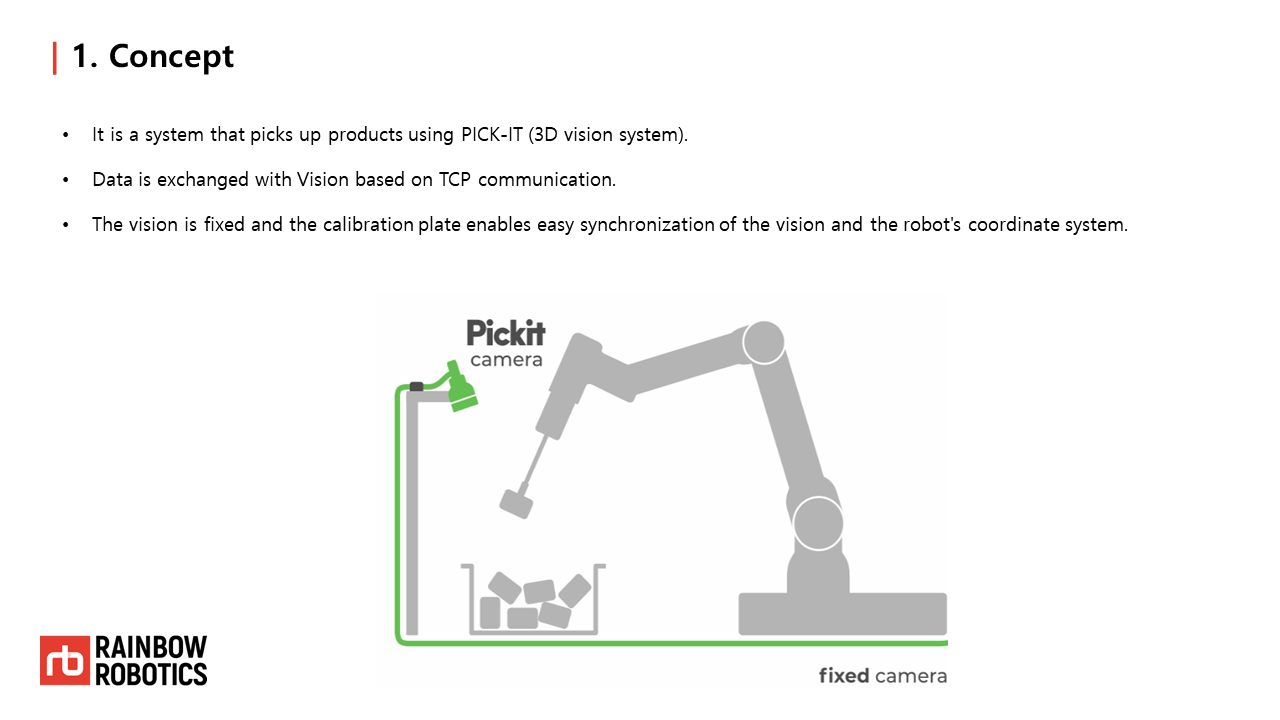 1. Concept
• It is a system that picks up products using PICK-IT (3D vision system).
• Data is exchanged with Vision based on TCP communication.
• The vision is fixed and the calibration plate enables easy synchronization of the vision and the robot's coordinate system.
Pickit
camera
fixed camera
rb
RAINBOW
ROBOTICS